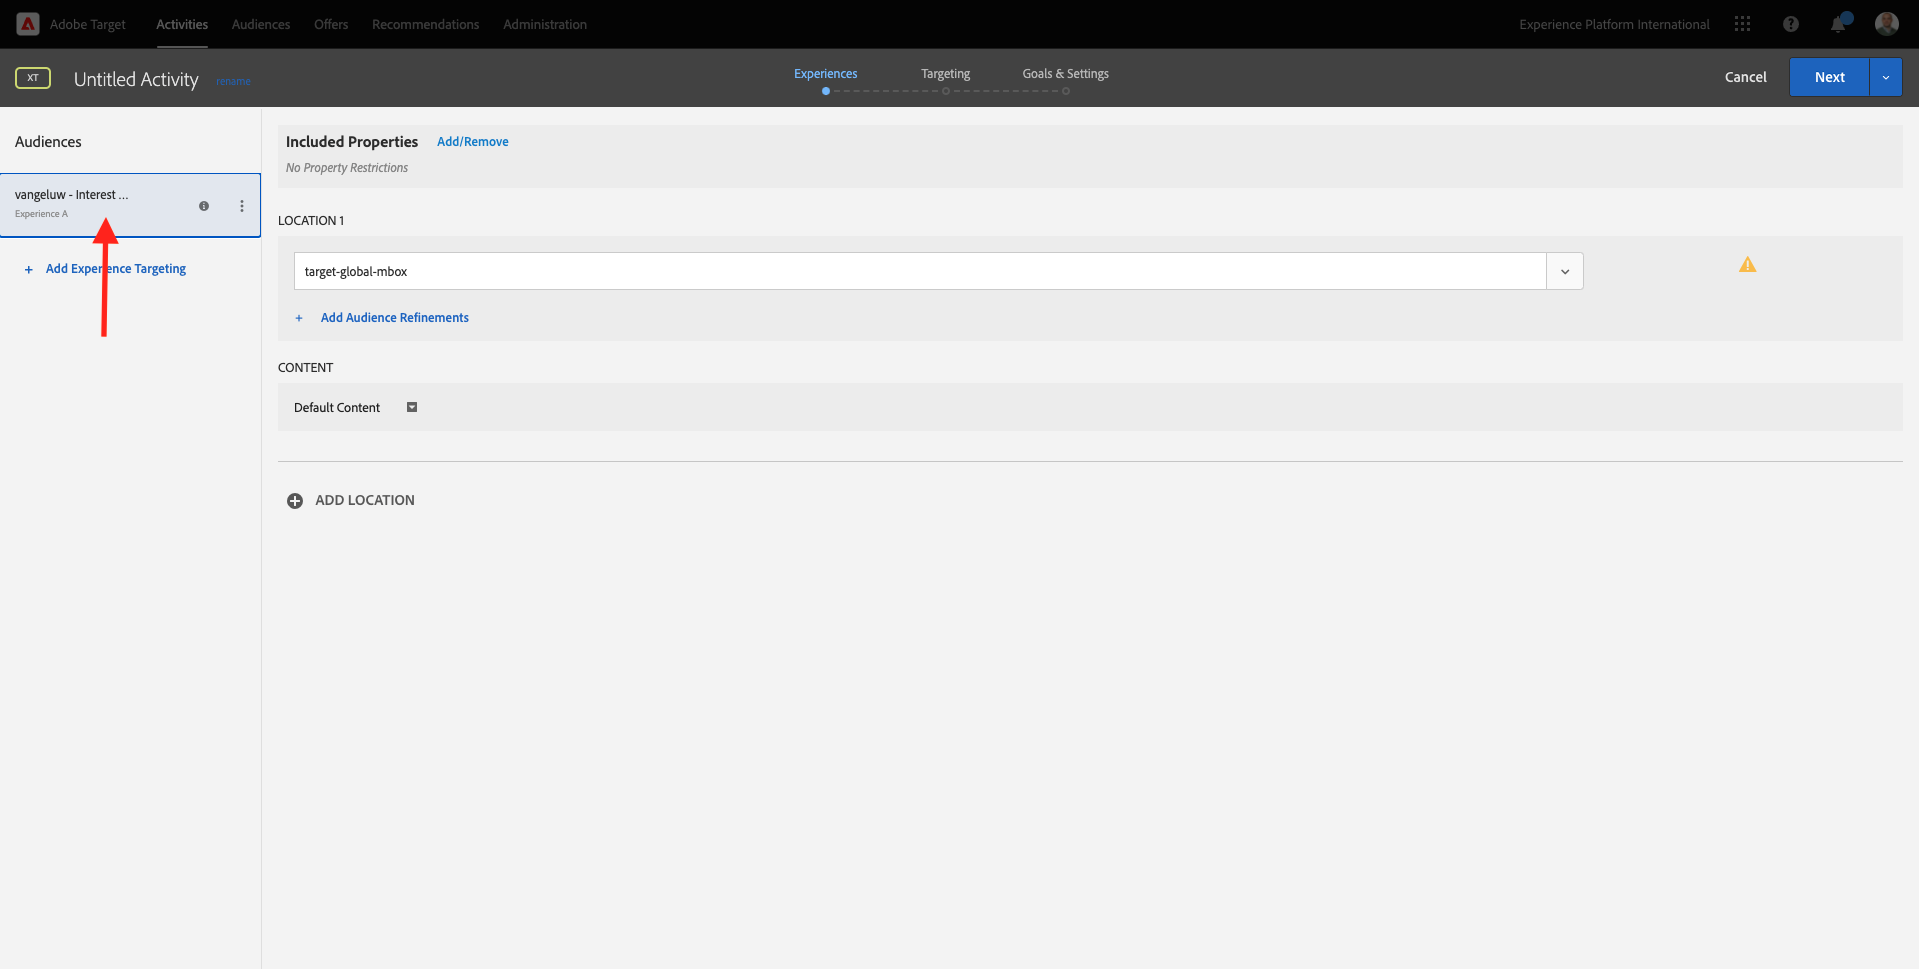 Adobe Target
Activities
Audiences
Offers
Recommendations
Administration
Experience Platform International
XT
Untitled Activity
rename
Experiences
Targeting
Goals & Settings
Cancel
Next
Audiences
vangeluw - Interest ...
Experience A
+ Add Experience Targeting
Included Properties
Add/Remove
No Property Restrictions
LOCATION 1
target-global-mbox
+ Add Audience Refinements
CONTENT
Default Content
ADD LOCATION